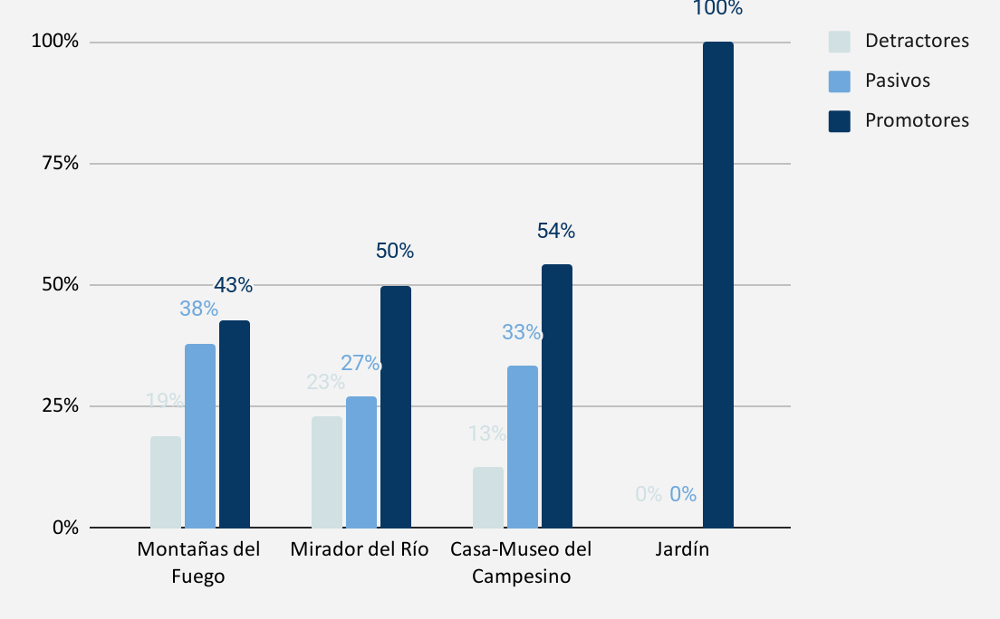 100%
Detractores
Pasivos
Promotores
100%
75%
50%
25%
0%
19%
38%
43%
23%
27%
50%
13%
33%
54%
0%
0%
Montañas del
Fuego
Mirador del Río
Casa-Museo del
Campesino
Jardín